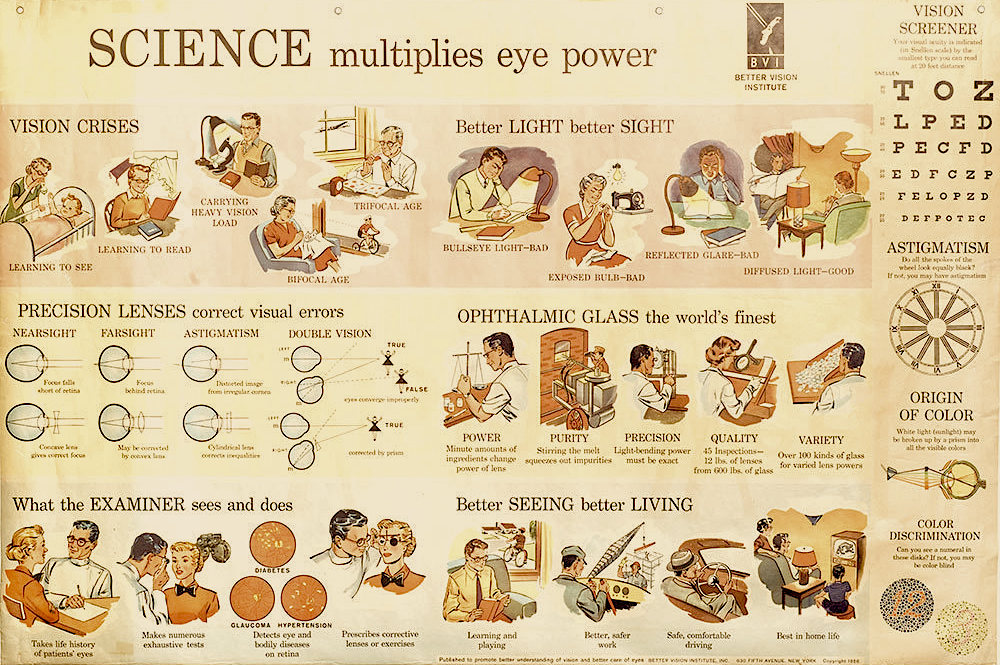 SCIENCE multiplies eye power
BVI
BETTER VISION
INSTITUTE
VISION CRISES
LEARNING TO SEE
LEARNING TO READ
CARRYING
HEAVY VISION
LOAD
BIFOCAL AGE
TRIFOCAL AGE
Better LIGHT better SIGHT
BULLSEYE LIGHT—BAD
EXPOSED BULB—BAD
REFLECTED GLARE—BAD
DIFFUSED LIGHT—GOOD
PRECISION LENSES correct visual errors
NEARSIGHT
Focus falls
short of retina
Concave lens
gives correct focus
FARSIGHT
Focus
behind retina
May be corrected
by convex lens
ASTIGMATISM
Distorted image
from irregular cornea
Cylindrical lens
corrects inequalities
DOUBLE VISION
LEFT
RIGHT
TRUE
FALSE
eyes converge improperly
LEFT
RIGHT
TRUE
corrected by prism
OPHTHALMIC GLASS the world's finest
POWER
Minute amounts of
ingredients change
power of lens
PURITY
Stirring the melt
squeezes out impurities
PRECISION
Light-bending power
must be exact
QUALITY
45 Inspections—
12 lbs. of lenses
from 600 lbs. of glass
VARIETY
Over 100 kinds of glass
for varied lens powers
What the EXAMINER sees and does
Takes life history
of patients' eyes
Makes numerous
exhaustive tests
DIABETES
GLAUCOMA HYPERTENSION
Detects eye and
bodily diseases
on retina
Prescribes corrective
lenses or exercises
Better SEEING better LIVING
Learning and
playing
Better, safer
work
Safe, comfortable
driving
Best in home life
Published to promote better understanding of vision and better care of eyes BETTER VISION INSTITUTE, INC. 630 FIFTH AVENUE, NEW YORK Copyright
VISION
SCREENER
Your visual acuity is indicated
(in Snellen scale) by the
smallest type you can read
at 20 feet distance
SNELLEN
T O Z
L P E D
P E C F D
E D F C Z P
F E L O P Z D
D E F P O T E C
ASTIGMATISM
Do all the spokes of the
wheel look equally black?
If not, you may have astigmatism
ORIGIN
OF COLOR
White light (sunlight) may
be broken up by a prism into
all the visible colors
COLOR
DISCRIMINATION
Can you see a numeral in
these disks? If not, you may
be color blind
12